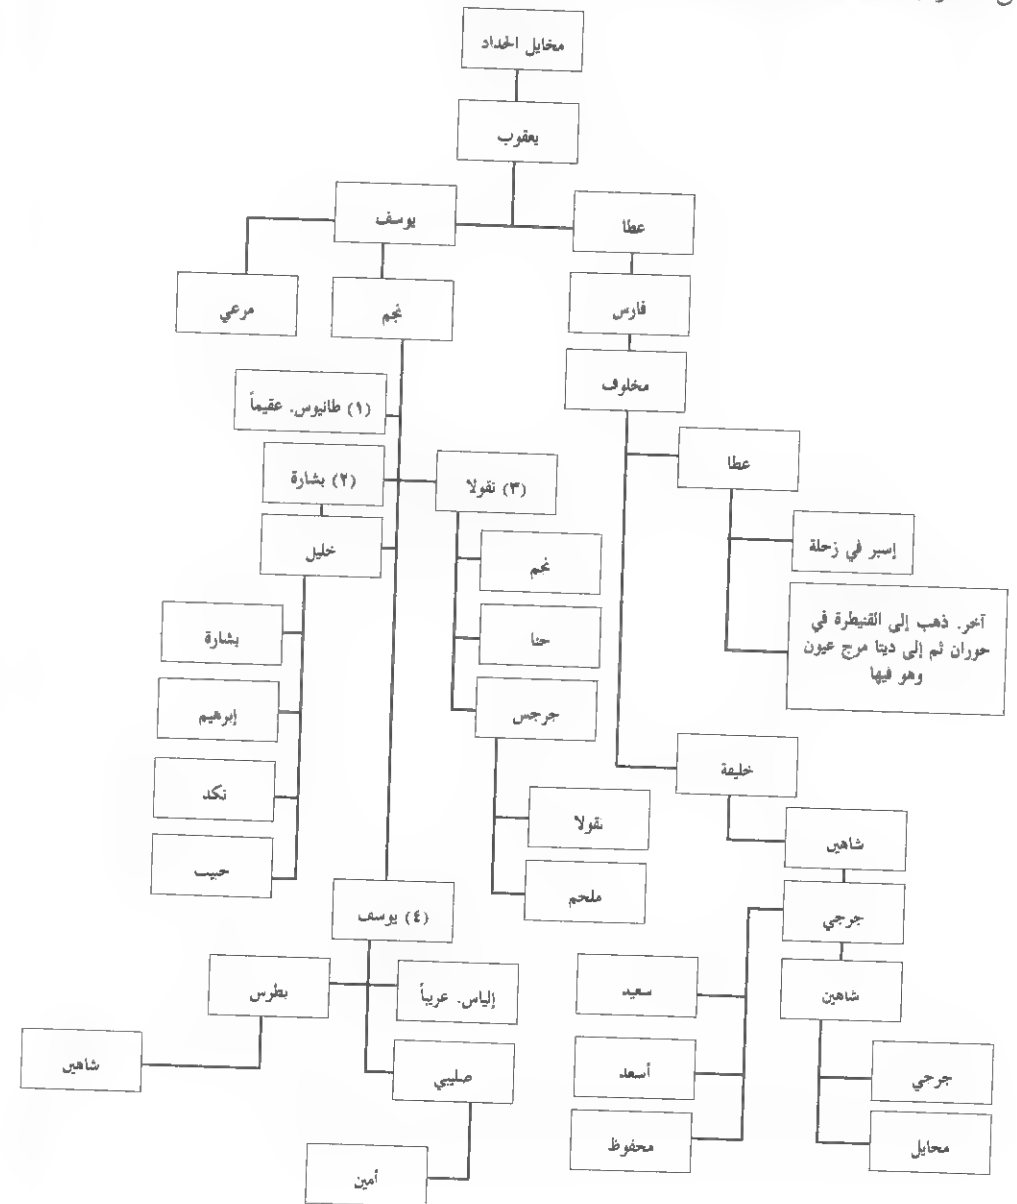 مخايل الحداد
يعقوب
يوسف
عطا
مرعي
نجم
فارس
مخلوف
(١) طانيوس. عقيماً
(٢) بشارة
(٣) نقولا
عطا
خليل
نجم
إسبر في زحلة
آخر. ذهب إلى القنيطرة في
حوران ثم إلى ديتا مرج عيون
وهو فيها
بشارة
حنا
إبرهيم
جرجس
خليفة
نكد
نقولا
شاهين
حبيب
ملحم
(٤) يوسف
جرجي
بطرس
إلياس. عريباً
سعيد
شاهين
شاهين
صليبي
أسعد
جرجي
محفوظ
محايل
أمين